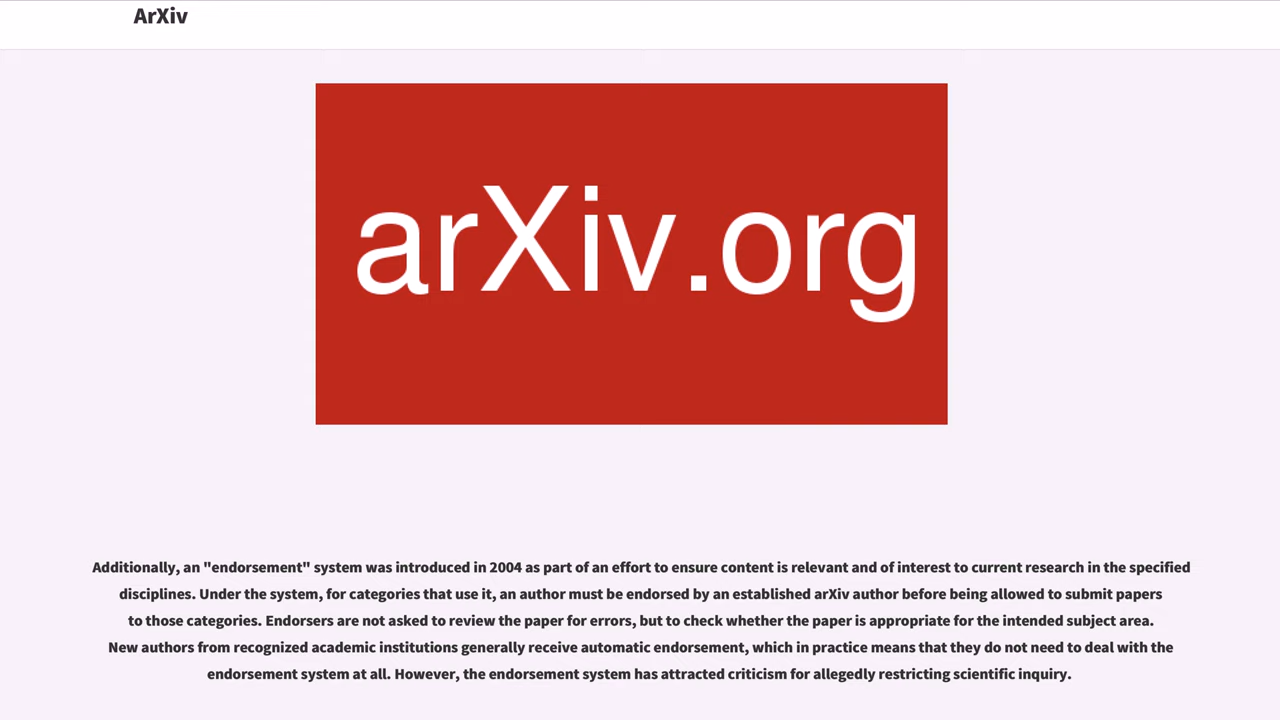 ArXiv
arXiv.org
Additionally, an "endorsement" system was introduced in 2004 as part of an effort to ensure content is relevant and of interest to current research in the specified
disciplines. Under the system, for categories that use it, an author must be endorsed by an established arXiv author before being allowed to submit papers
to those categories. Endorsers are not asked to review the paper for errors, but to check whether the paper is appropriate for the intended subject area.
New authors from recognized academic institutions generally receive automatic endorsement, which in practice means that they do not need to deal with the
endorsement system at all. However, the endorsement system has attracted criticism for allegedly restricting scientific inquiry.